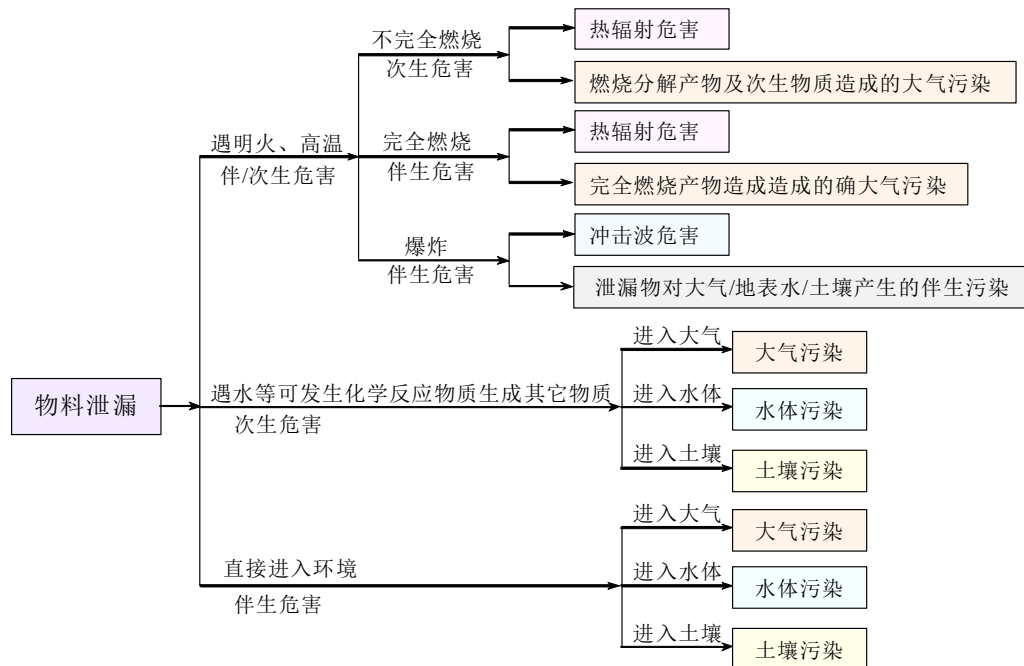 不完全燃烧
次生危害
热辐射危害
燃烧分解产物及次生物质造成的大气污染
遇明火、高温
伴/次生危害
完全燃烧
伴生危害
热辐射危害
完全燃烧产物造成造成的确大气污染
爆炸
伴生危害
冲击波危害
泄漏物对大气/地表水/土壤产生的伴生污染
物料泄漏
遇水等可发生化学反应物质生成其它物质
次生危害
进入大气
大气污染
进入水体
水体污染
进入土壤
土壤污染
直接进入环境
伴生危害
进入大气
大气污染
进入水体
水体污染
进入土壤
土壤污染